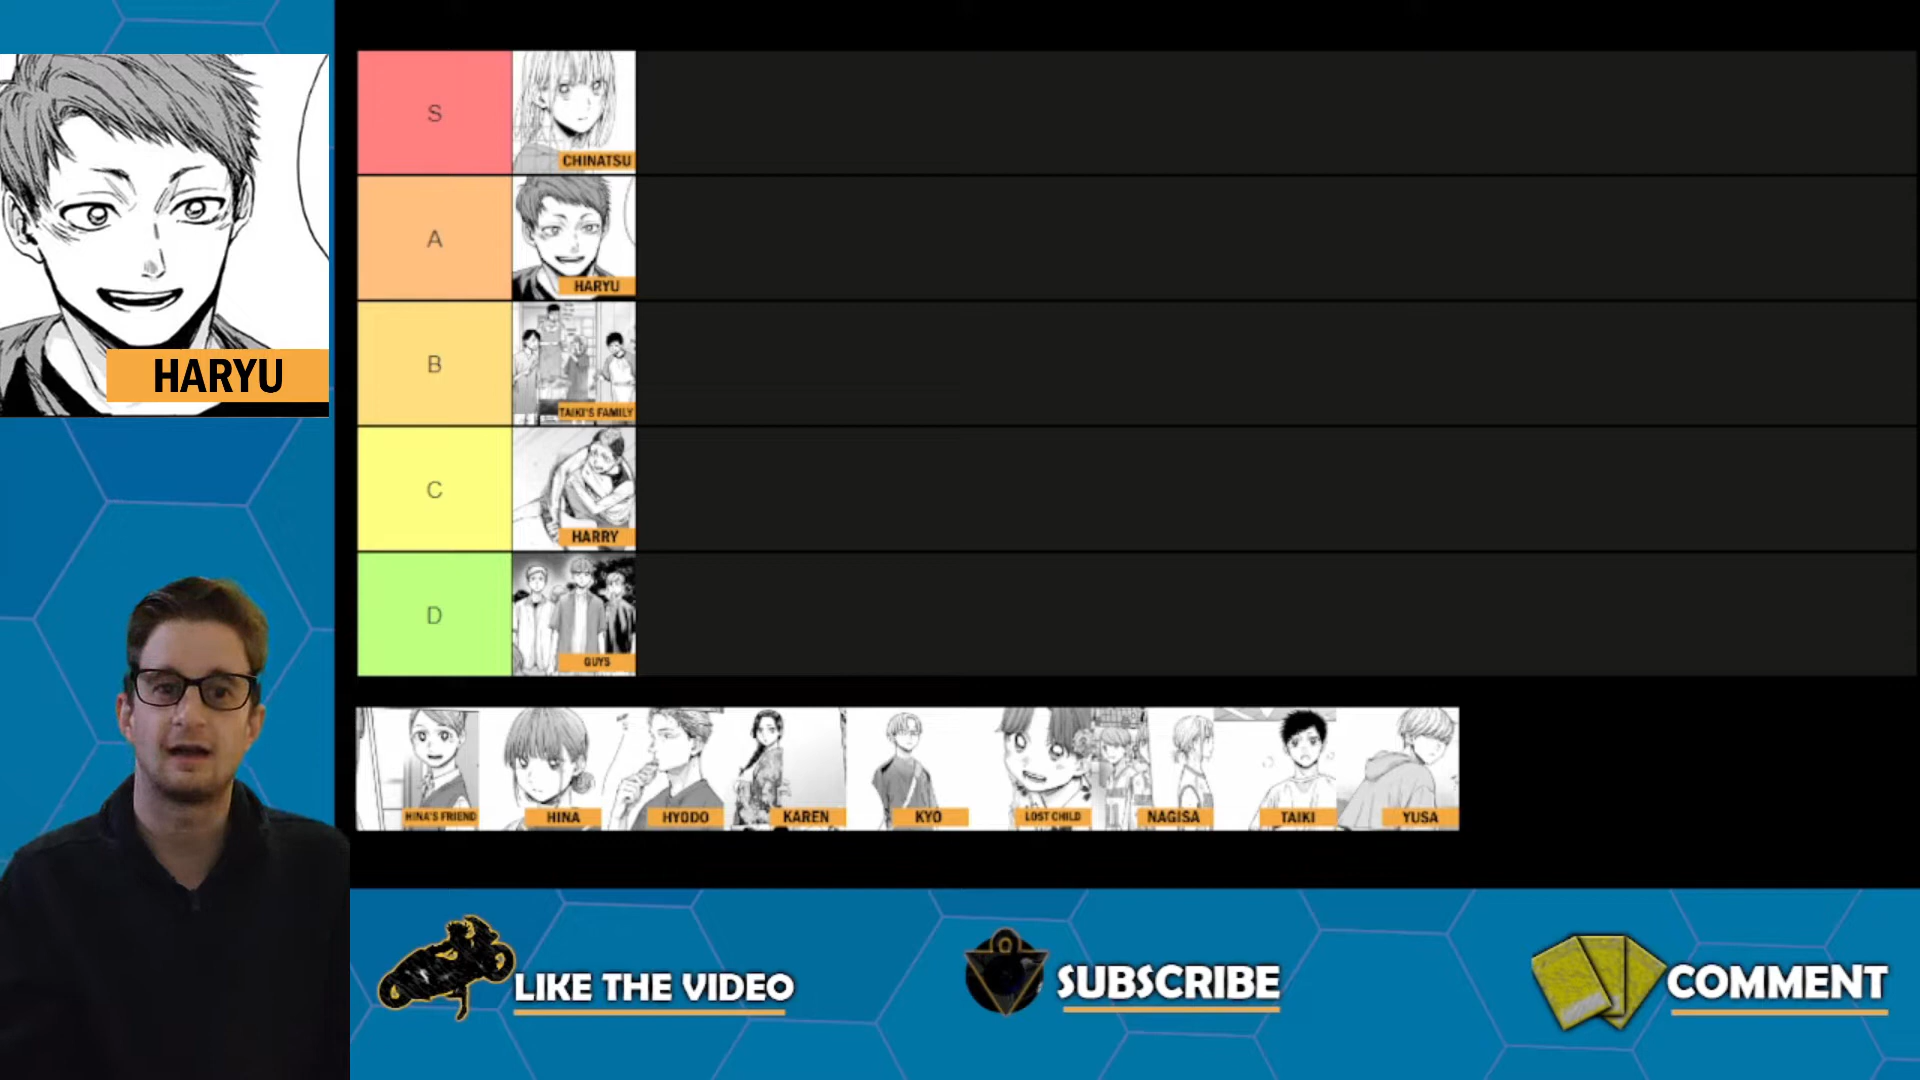 HARYU
S
CHINATSU
A
HARYU
B
TAIKI'S FAMILY
C
HARRY
D
GUYS
HINA'S FRIEND
HINA
HYODO
KAREN
KYO
LOST CHILD
NAGISA
TAIKI
YUSA
LIKE THE VIDEO
SUBSCRIBE
COMMENT